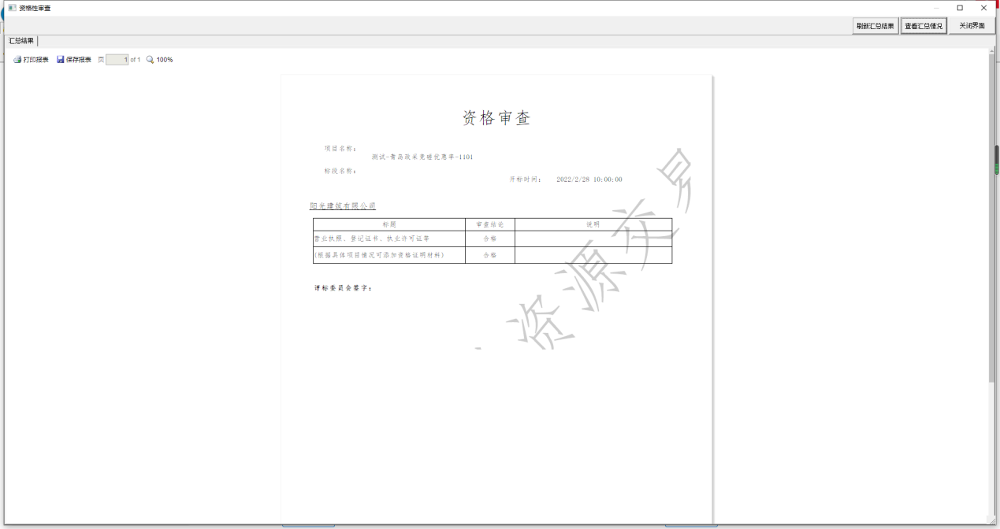 资格性审查
刷新汇总结果 查看汇总情况 关闭界面
汇总结果
打印报表 保存报表 页 1 of 1 100%
资格审查
项目名称：
测试-青岛政采竞磋优惠率-1101
标段名称：
开标时间： 2022/2/28 10:00:00
阳光建筑有限公司
标题 审查结论 说明
营业执照、登记证书、执业许可证等 合格
(根据具体项目情况可添加资格证明材料) 合格
评标委员会签字：
资源交易